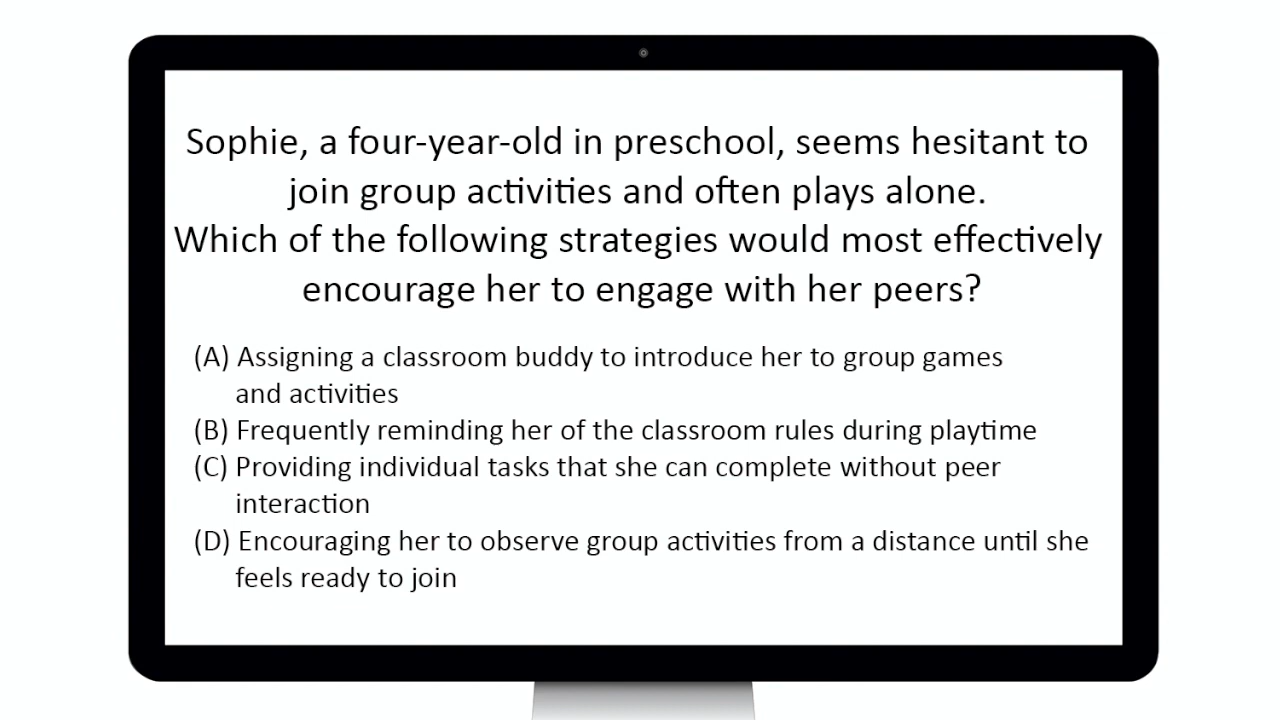 Sophie, a four-year-old in preschool, seems hesitant to
join group activities and often plays alone.
Which of the following strategies would most effectively
encourage her to engage with her peers?
(A) Assigning a classroom buddy to introduce her to group games
and activities
(B) Frequently reminding her of the classroom rules during playtime
(C) Providing individual tasks that she can complete without peer
interaction
(D) Encouraging her to observe group activities from a distance until she
feels ready to join